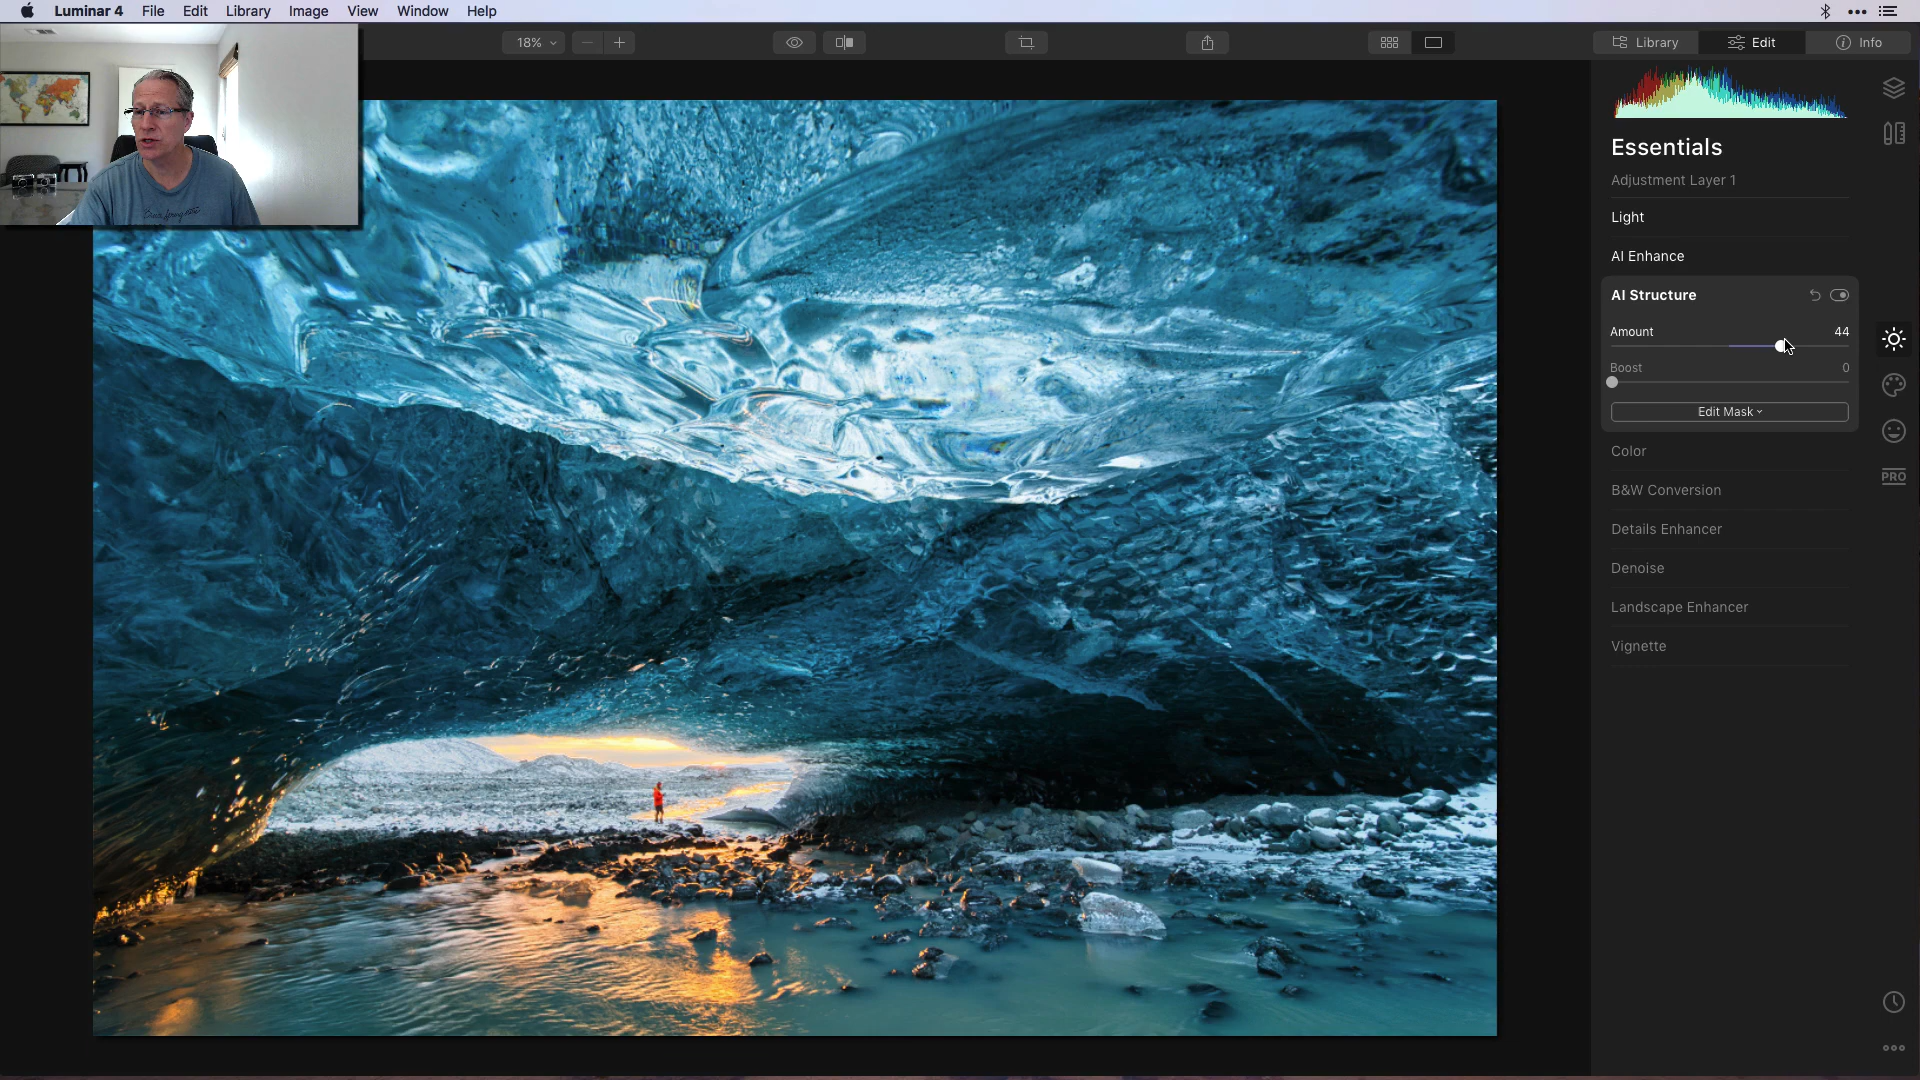 Luminar 4 File Edit Library Image View Window Help
18%
Library Edit Info
Essentials
Adjustment Layer 1
Light
AI Enhance
AI Structure
Amount 44
Boost 0
Edit Mask
Color
B&W Conversion
PRO
Details Enhancer
Denoise
Landscape Enhancer
Vignette